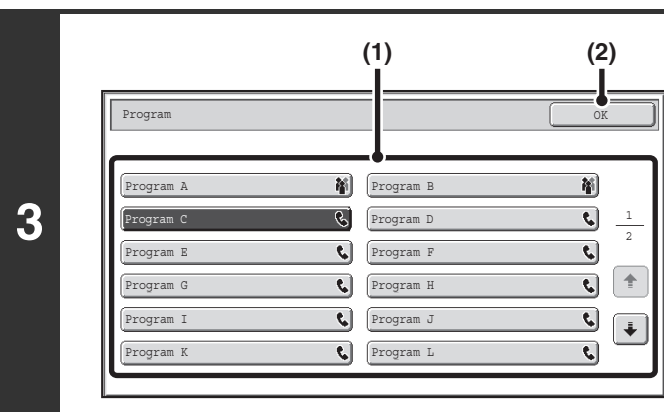 (1) (2)
3
Program OK
Program A Program B
Program C Program D
1
Program E Program F
2
Program G Program H
Program I Program J
Program K Program L